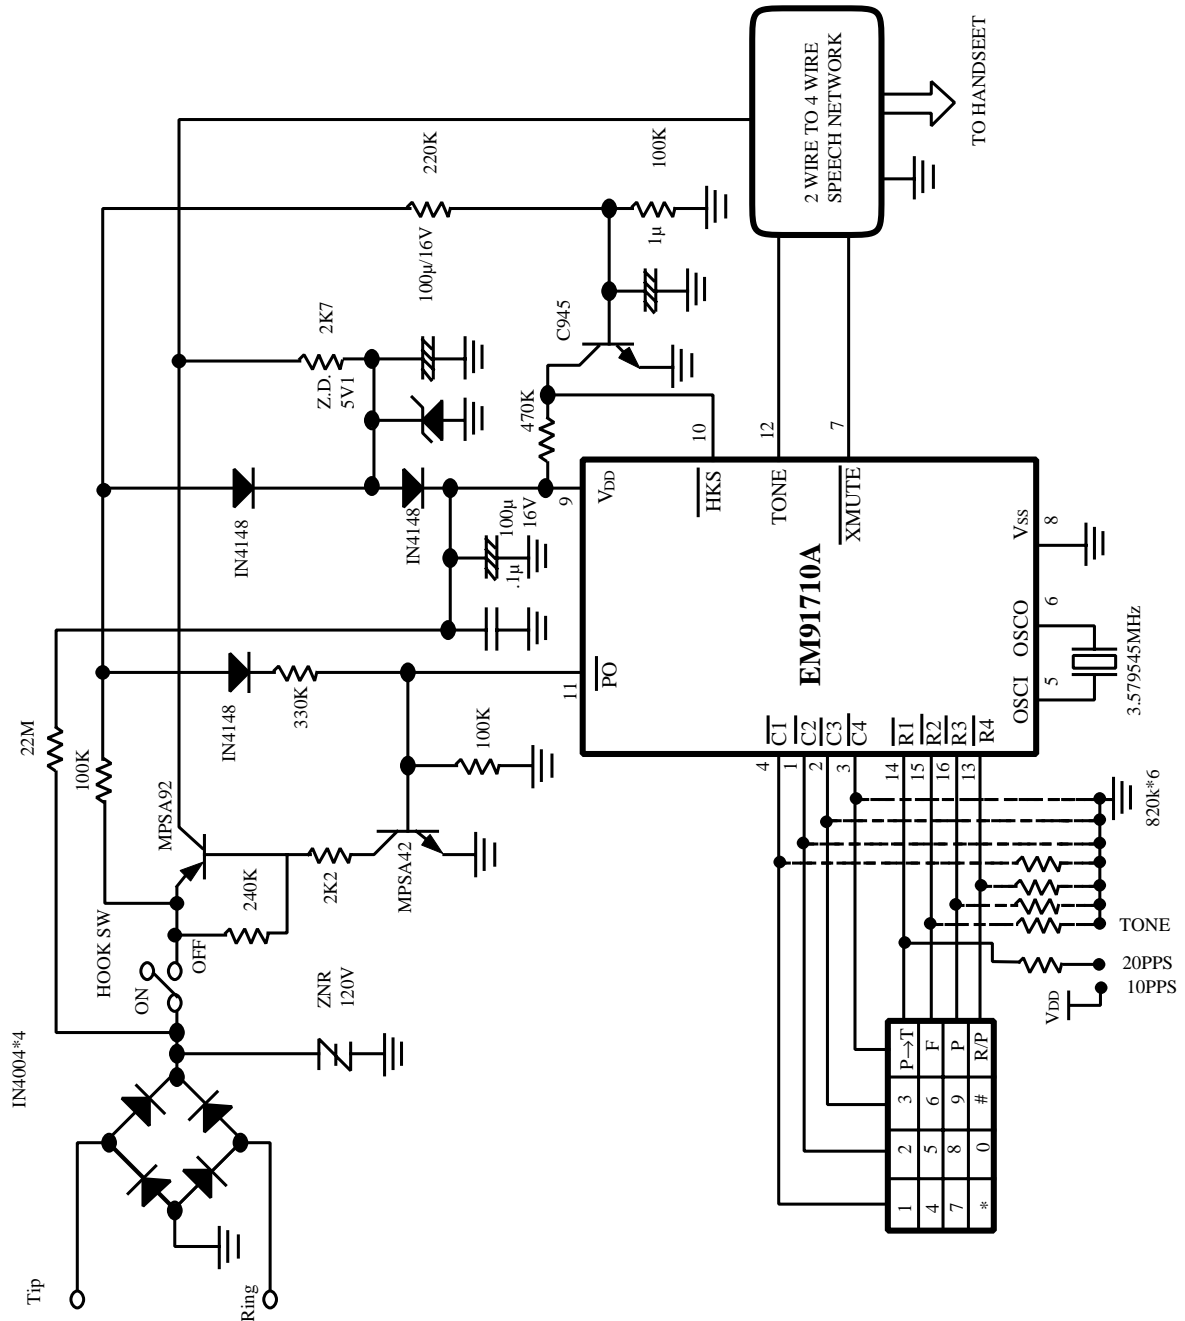 Tip
Ring
IN4004*4
ZNR
120V
HOOK SW
ON
OFF
22M
100K
MPSA92
240K
2K2
MPSA42
100K
IN4148
330K
IN4148
IN4148
.1µ
100µ
16V
Z.D.
5V1
2K7
100µ/16V
220K
470K
C945
1µ
100K
2 WIRE TO 4 WIRE
SPEECH NETWORK
TO HANDSEET
EM91710A
11
PO
9
VDD
10
HKS
12
TONE
7
XMUTE
VSS
8
OSCO
6
OSCI
5
3.579545MHz
4
C1
1
C2
2
C3
3
C4
14
R1
15
R2
16
R3
13
R4
820k*6
TONE
20PPS
10PPS
VDD
1 2 3 P→T
4 5 6 F
7 8 9 P
* 0 # R/P